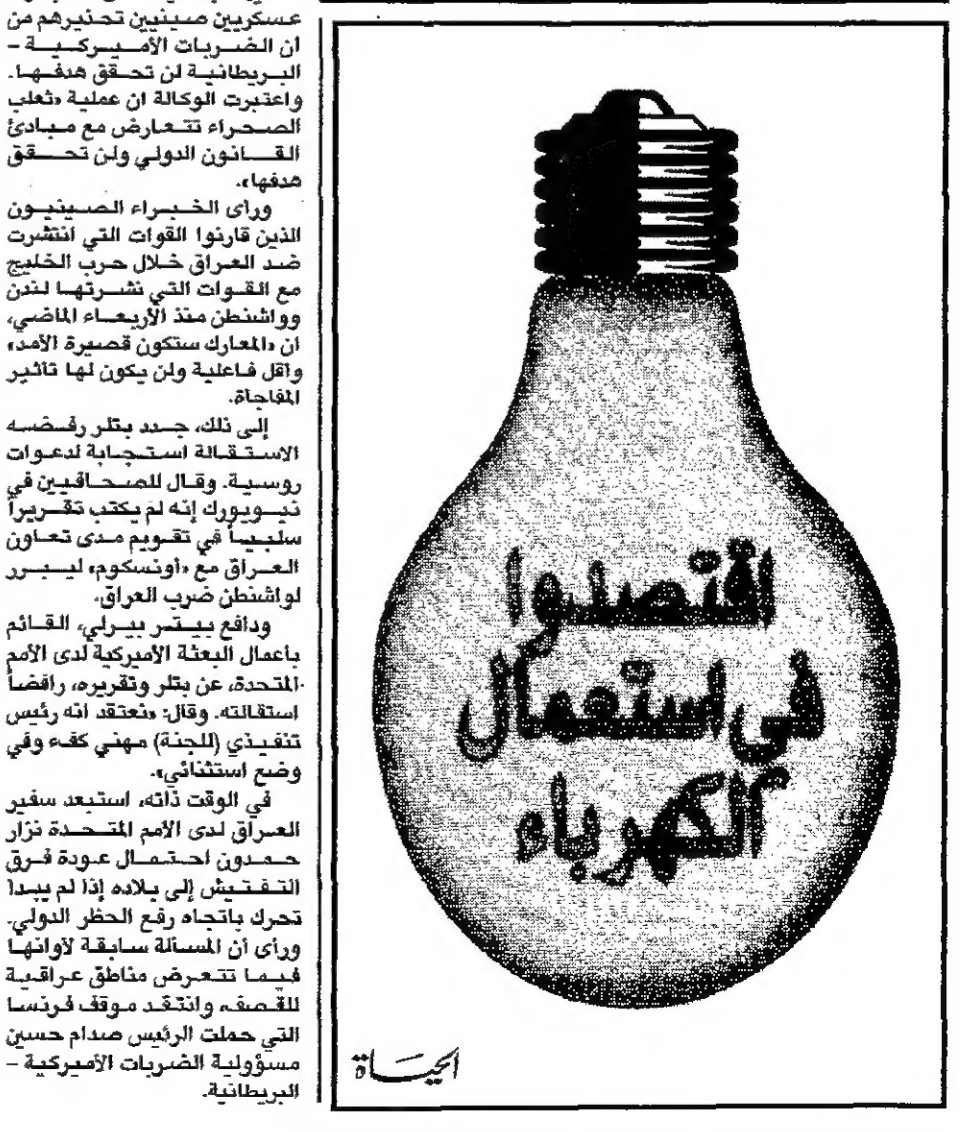 عسكريين صينيين تحذيرهم من
ان الضربات الأميركية –
البريطانية لن تحقق هدفها.
واعتبرت الوكالة ان عملية «ثعلب
الصحراء تتعارض مع مبادئ
القانون الدولي ولن تحقق
هدفها».
ورأى الخبراء الصينيون
الذين قارنوا القوات التي انتشرت
ضد العراق خلال حرب الخليج
مع القوات التي نشرتها لندن
وواشنطن منذ الأربعاء الماضي،
ان «المعارك ستكون قصيرة الأمد»
وأقل فاعلية ولن يكون لها تأثير
المفاجأة.
إلى ذلك، جدد بتلر رفضه
الاستقالة استجابة لدعوات
روسية. وقال للصحافيين في
نيويورك إنه لم يكتب تقريراً
سلبياً في تقويم مدى تعاون
العراق مع «أونسكوم» ليبرر
لواشنطن ضرب العراق.
ودافع بيتر بيرلي، القائم
بأعمال البعثة الأميركية لدى الأمم
المتحدة، عن بتلر وتقريره، رافضاً
استقالته. وقال: «نعتقد انه رئيس
تنفيذي (للجنة) مهني كفء وفي
وضع استثنائي».
في الوقت ذاته، استبعد سفير
العراق لدى الأمم المتحدة نزار
حمدون احتمال عودة فرق
التفتيش إلى بلاده إذا لم يبدا
تحرك باتجاه رفع الحظر الدولي.
ورأى أن المسألة سابقة لأوانها
فيما تتعرض مناطق عراقية
للقصف، وانتقد موقف فرنسا
التي حملت الرئيس صدام حسين
مسؤولية الضربات الأميركية –
البريطانية.
اقتصدوا
في استعمال
الكهرباء
الحياة